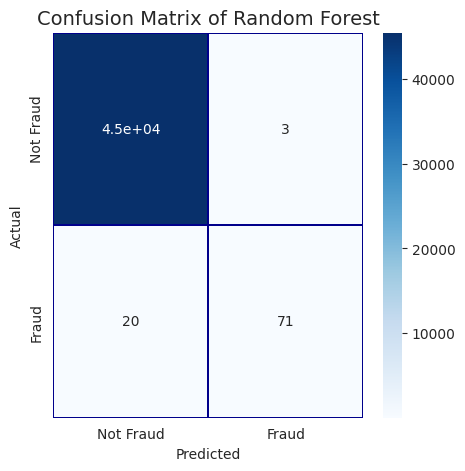 Confusion Matrix of Random Forest
Not Fraud
4.5e+04
3
40000
30000
Actual
20000
Fraud
20
71
10000
Not Fraud
Fraud
Predicted